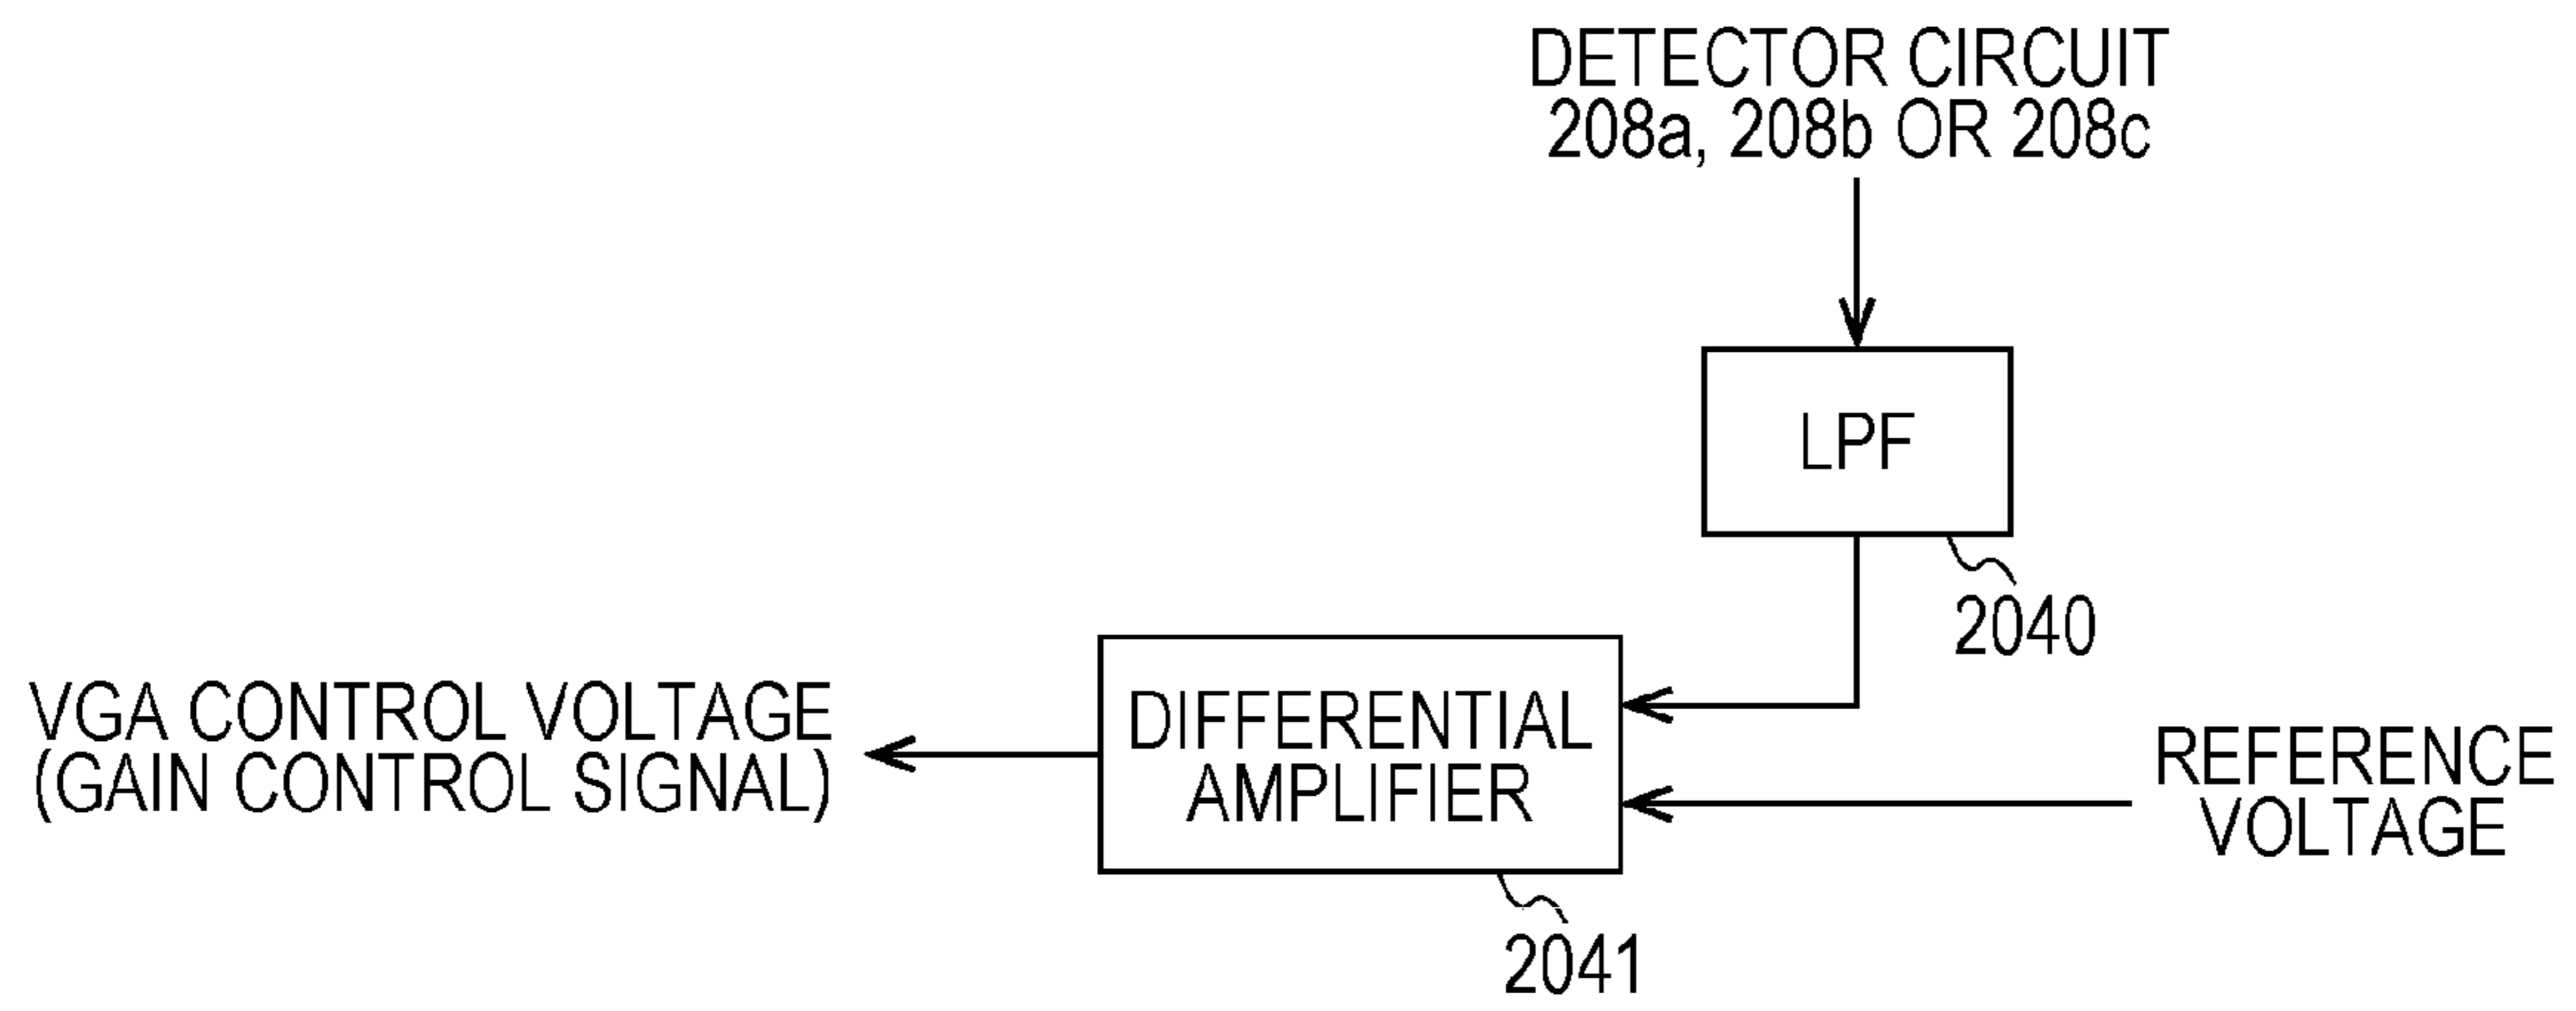 DETECTOR CIRCUIT
208a, 208b OR 208c
LPF
2040
DIFFERENTIAL
AMPLIFIER
2041
VGA CONTROL VOLTAGE
(GAIN CONTROL SIGNAL)
REFERENCE
VOLTAGE